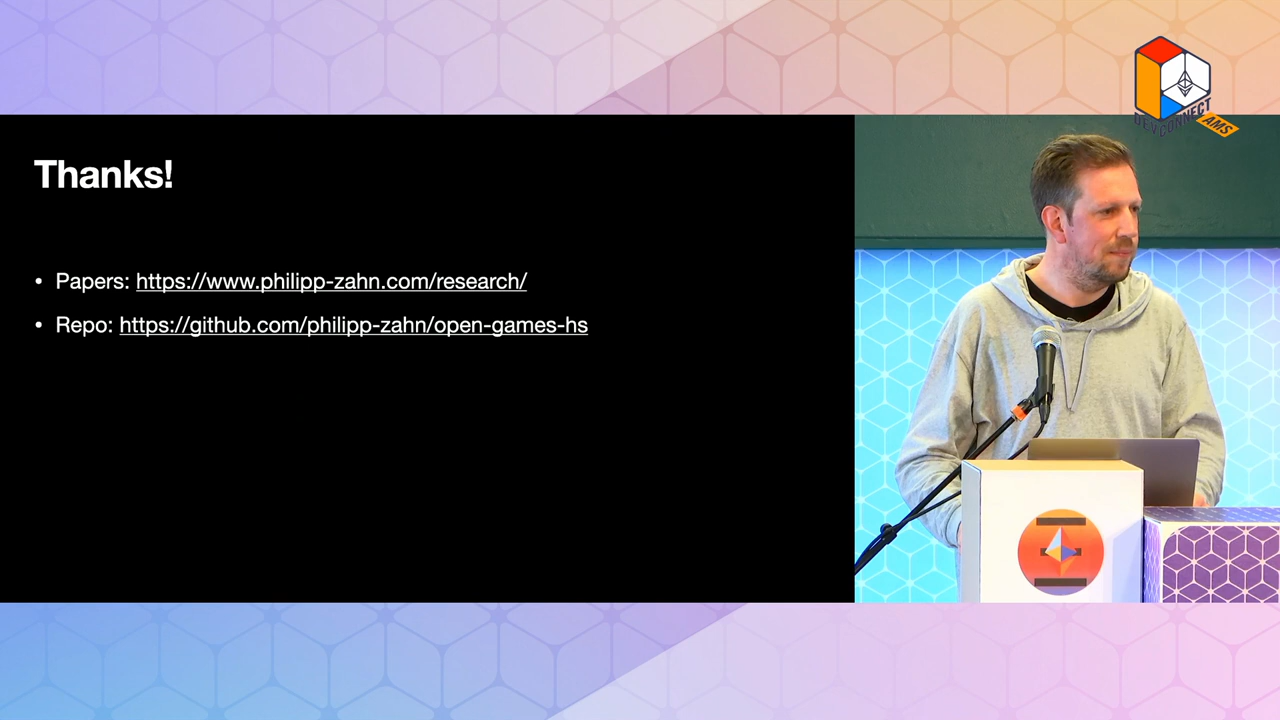 Thanks!
• Papers: https://www.philipp-zahn.com/research/
• Repo: https://github.com/philipp-zahn/open-games-hs
DEVCONNECT
AMS